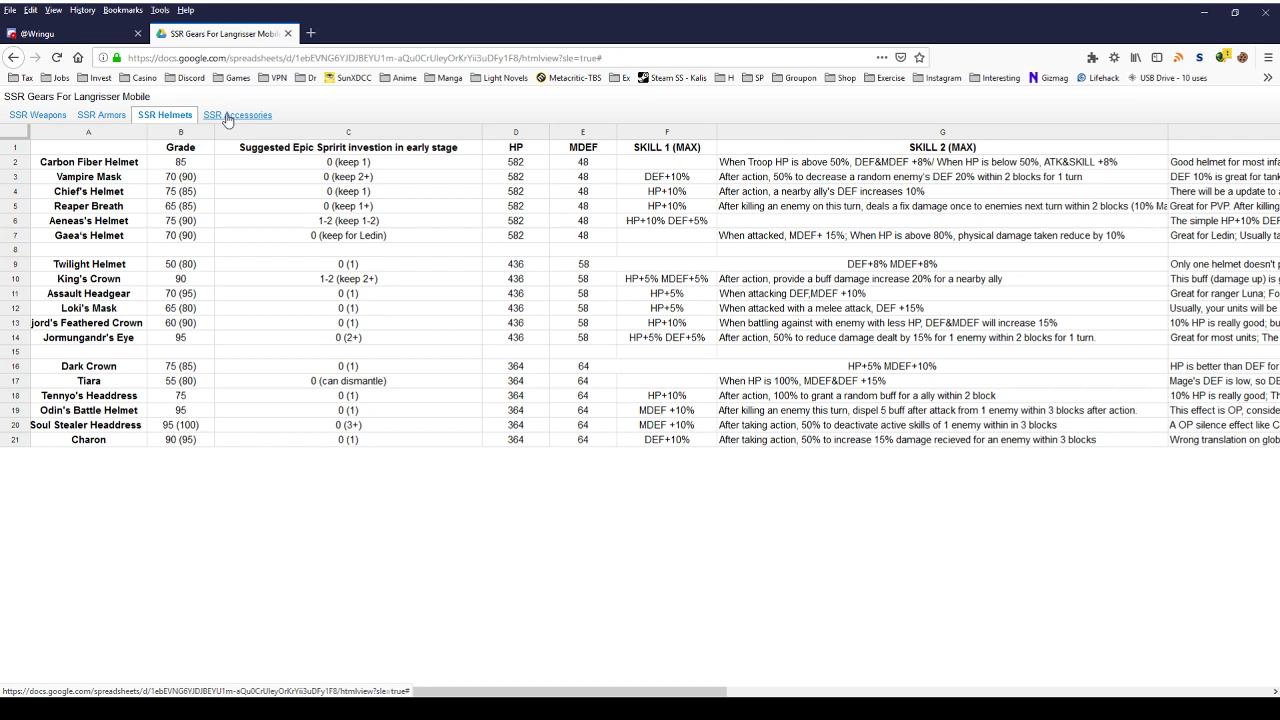 File Edit View History Bookmarks Tools Help
@Wringu × SSR Gears For Langrisser Mobil × +
https://docs.google.com/spreadsheets/d/1ebEVNG6YJDJBEYU1m-aQu0CrUleyOrKrYii3uDFy1F8/htmlview?sle=true#
Tax Jobs Invest Casino Discord Games VPN Dr SunXDCC Anime Manga Light Novels Metacritic-TBS Ex Steam SS - Kalis H SP Groupon Shop Exercise Instagram Interesting Gizmag Lifehack USB Drive - 10 uses
SSR Gears For Langrisser Mobile
SSR Weapons SSR Armors SSR Helmets SSR Accessories
A B C D E F G
1 Grade Suggested Epic Spririt investion in early stage HP MDEF SKILL 1 (MAX) SKILL 2 (MAX)
2 Carbon Fiber Helmet 85 0 (keep 1) 582 48 When Troop HP is above 50%, DEF&MDEF +8%/ When HP is below 50%, ATK&SKILL +8% Good helmet for most infa
3 Vampire Mask 70 (90) 0 (keep 2+) 582 48 DEF+10% After action, 50% to decrease a random enemy's DEF 20% within 2 blocks for 1 turn DEF 10% is great for tank
4 Chief's Helmet 75 (85) 0 (keep 1) 582 48 HP+10% After action, a nearby ally's DEF increases 10% There will be a update to
5 Reaper Breath 65 (85) 0 (keep 1+) 582 48 HP+10% After killing an enemy on this turn, deals a fix damage once to enemies next turn within 2 blocks (10% Ma Great for PVP. After killing
6 Aeneas's Helmet 75 (90) 1-2 (keep 1-2) 582 48 HP+10% DEF+5% The simple HP+10% DEF
7 Gaea's Helmet 70 (90) 0 (keep for Ledin) 582 48 When attacked, MDEF+ 15%; When HP is above 80%, physical damage taken reduce by 10% Great for Ledin; Usually ta
8
9 Twilight Helmet 50 (80) 0 (1) 436 58 DEF+8% MDEF+8% Only one helmet doesn't p
10 King's Crown 90 1-2 (keep 2+) 436 58 HP+5% MDEF+5% After action, provide a buff damage increase 20% for a nearby ally This buff (damage up) is g
11 Assault Headgear 70 (95) 0 (1) 436 58 HP+5% When attacking DEF,MDEF +10% Great for ranger Luna; Fo
12 Loki's Mask 65 (80) 0 (1) 436 58 HP+5% When attacked with a melee attack, DEF +15% Usually, your units will be
13 jord's Feathered Crown 60 (90) 0 (1) 436 58 HP+10% When battling against with enemy with less HP, DEF&MDEF will increase 15% 10% HP is really good; bu
14 Jormungandr's Eye 95 0 (2+) 436 58 HP+5% DEF+5% After action, 50% to reduce damage dealt by 15% for 1 enemy within 2 blocks for 1 turn. Great for most units; The
15
16 Dark Crown 75 (85) 0 (1) 364 64 HP+5% MDEF+10% HP is better than DEF for
17 Tiara 55 (80) 0 (can dismantle) 364 64 When HP is 100%, MDEF&DEF +15% Mage's DEF is low, so DE
18 Tennyo's Headdress 75 0 (1) 364 64 HP+10% After action, 100% to grant a random buff for a ally within 2 block 10% HP is really good; Th
19 Odin's Battle Helmet 95 0 (1) 364 64 MDEF +10% After killing an enemy this turn, dispel 5 buff after attack from 1 enemy within 3 blocks after action. This effect is OP, conside
20 Soul Stealer Headdress 95 (100) 0 (3+) 364 64 MDEF +10% After taking action, 50% to deactivate active skills of 1 enemy within in 3 blocks A OP silence effect like C
21 Charon 90 (95) 0 (1) 364 64 DEF+10% After taking action, 50% to increase 15% damage recieved for an enemy within 3 blocks Wrong translation on glob
https://docs.google.com/spreadsheets/d/1ebEVNG6YJDJBEYU1m-aQu0CrUleyOrKrYii3uDFy1F8/htmlview?sle=true#